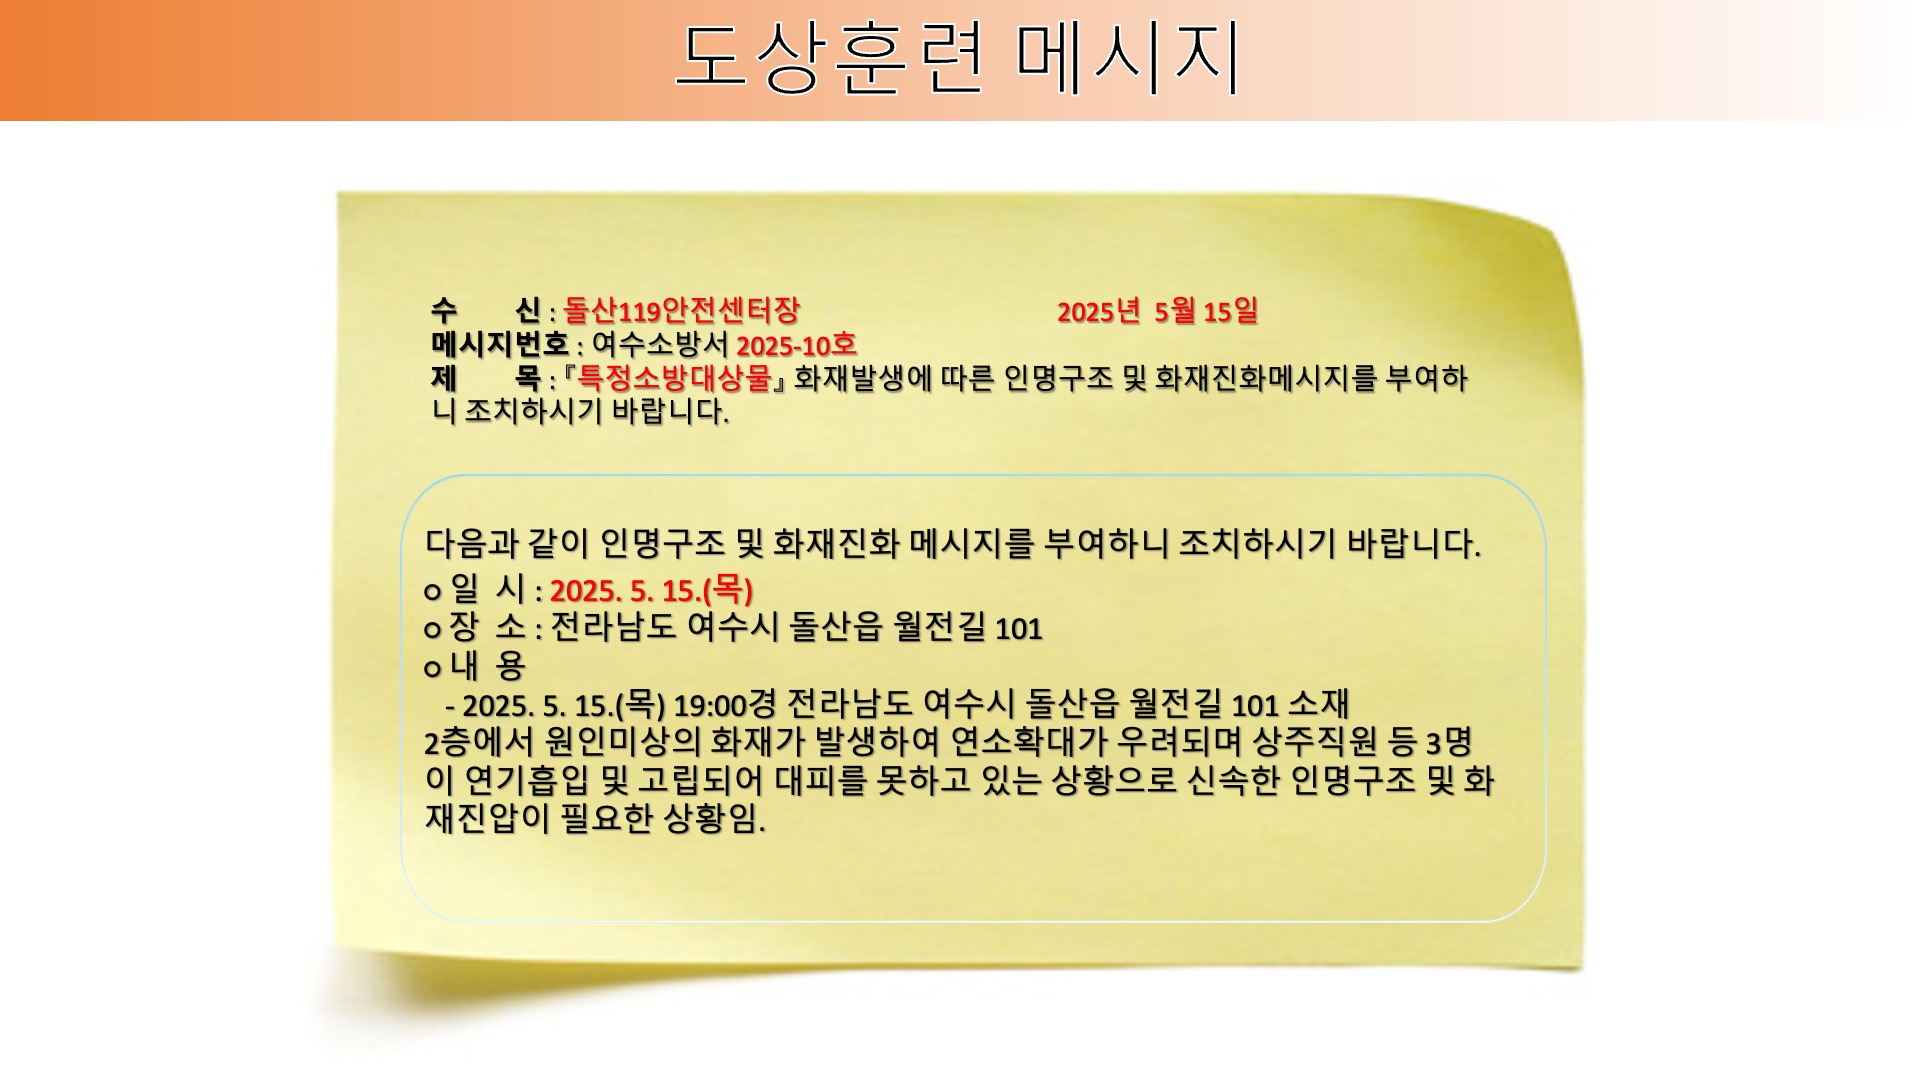 도상훈련 메시지
수 신 : 돌산119안전센터장 2025년 5월 15일
메시지번호 : 여수소방서 2025-10호
제 목 : 『특정소방대상물』 화재발생에 따른 인명구조 및 화재진화메시지를 부여하
니 조치하시기 바랍니다.
다음과 같이 인명구조 및 화재진화 메시지를 부여하니 조치하시기 바랍니다.
o 일 시 : 2025. 5. 15.(목)
o 장 소 : 전라남도 여수시 돌산읍 월전길 101
o 내 용
- 2025. 5. 15.(목) 19:00경 전라남도 여수시 돌산읍 월전길 101 소재
2층에서 원인미상의 화재가 발생하여 연소확대가 우려되며 상주직원 등 3명
이 연기흡입 및 고립되어 대피를 못하고 있는 상황으로 신속한 인명구조 및 화
재진압이 필요한 상황임.